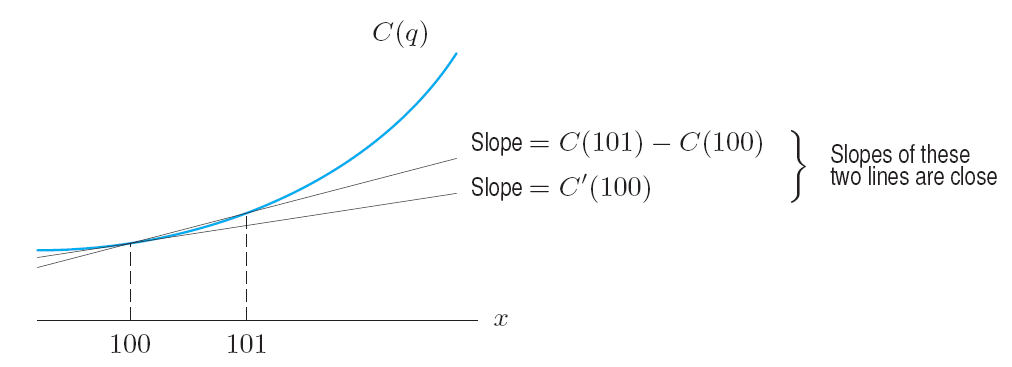 C(q)
Slope = C(101) − C(100)
Slope = C′(100)
Slopes of these
two lines are close
x
100 101